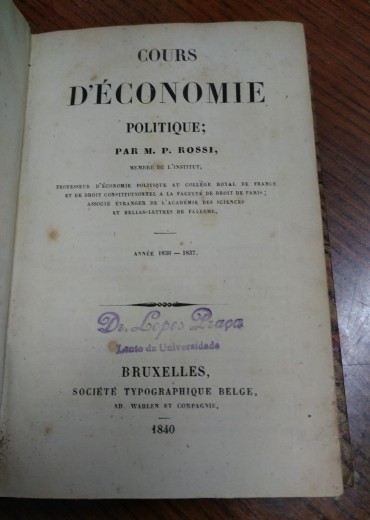 COURS
D'ÉCONOMIE
POLITIQUE;
PAR M. P. ROSSI,
MEMBRE DE L'INSTITUT,
PROFESSEUR D'ÉCONOMIE POLITIQUE AU COLLÉGE ROYAL DE FRANCE
ET DE DROIT CONSTITUTIONNEL A LA FACULTÉ DE DROIT DE PARIS;
ASSOCIÉ ÉTRANGER DE L'ACADÉMIE DES SCIENCES
ET BELLES-LETTRES DE PALERME,
ANNÉE 1836 — 1837.
Dr. Lopes Praça
Lente da Universidade
BRUXELLES,
SOCIÉTÉ TYPOGRAPHIQUE BELGE,
AD. WAHLEN ET COMPAGNIE,
1840